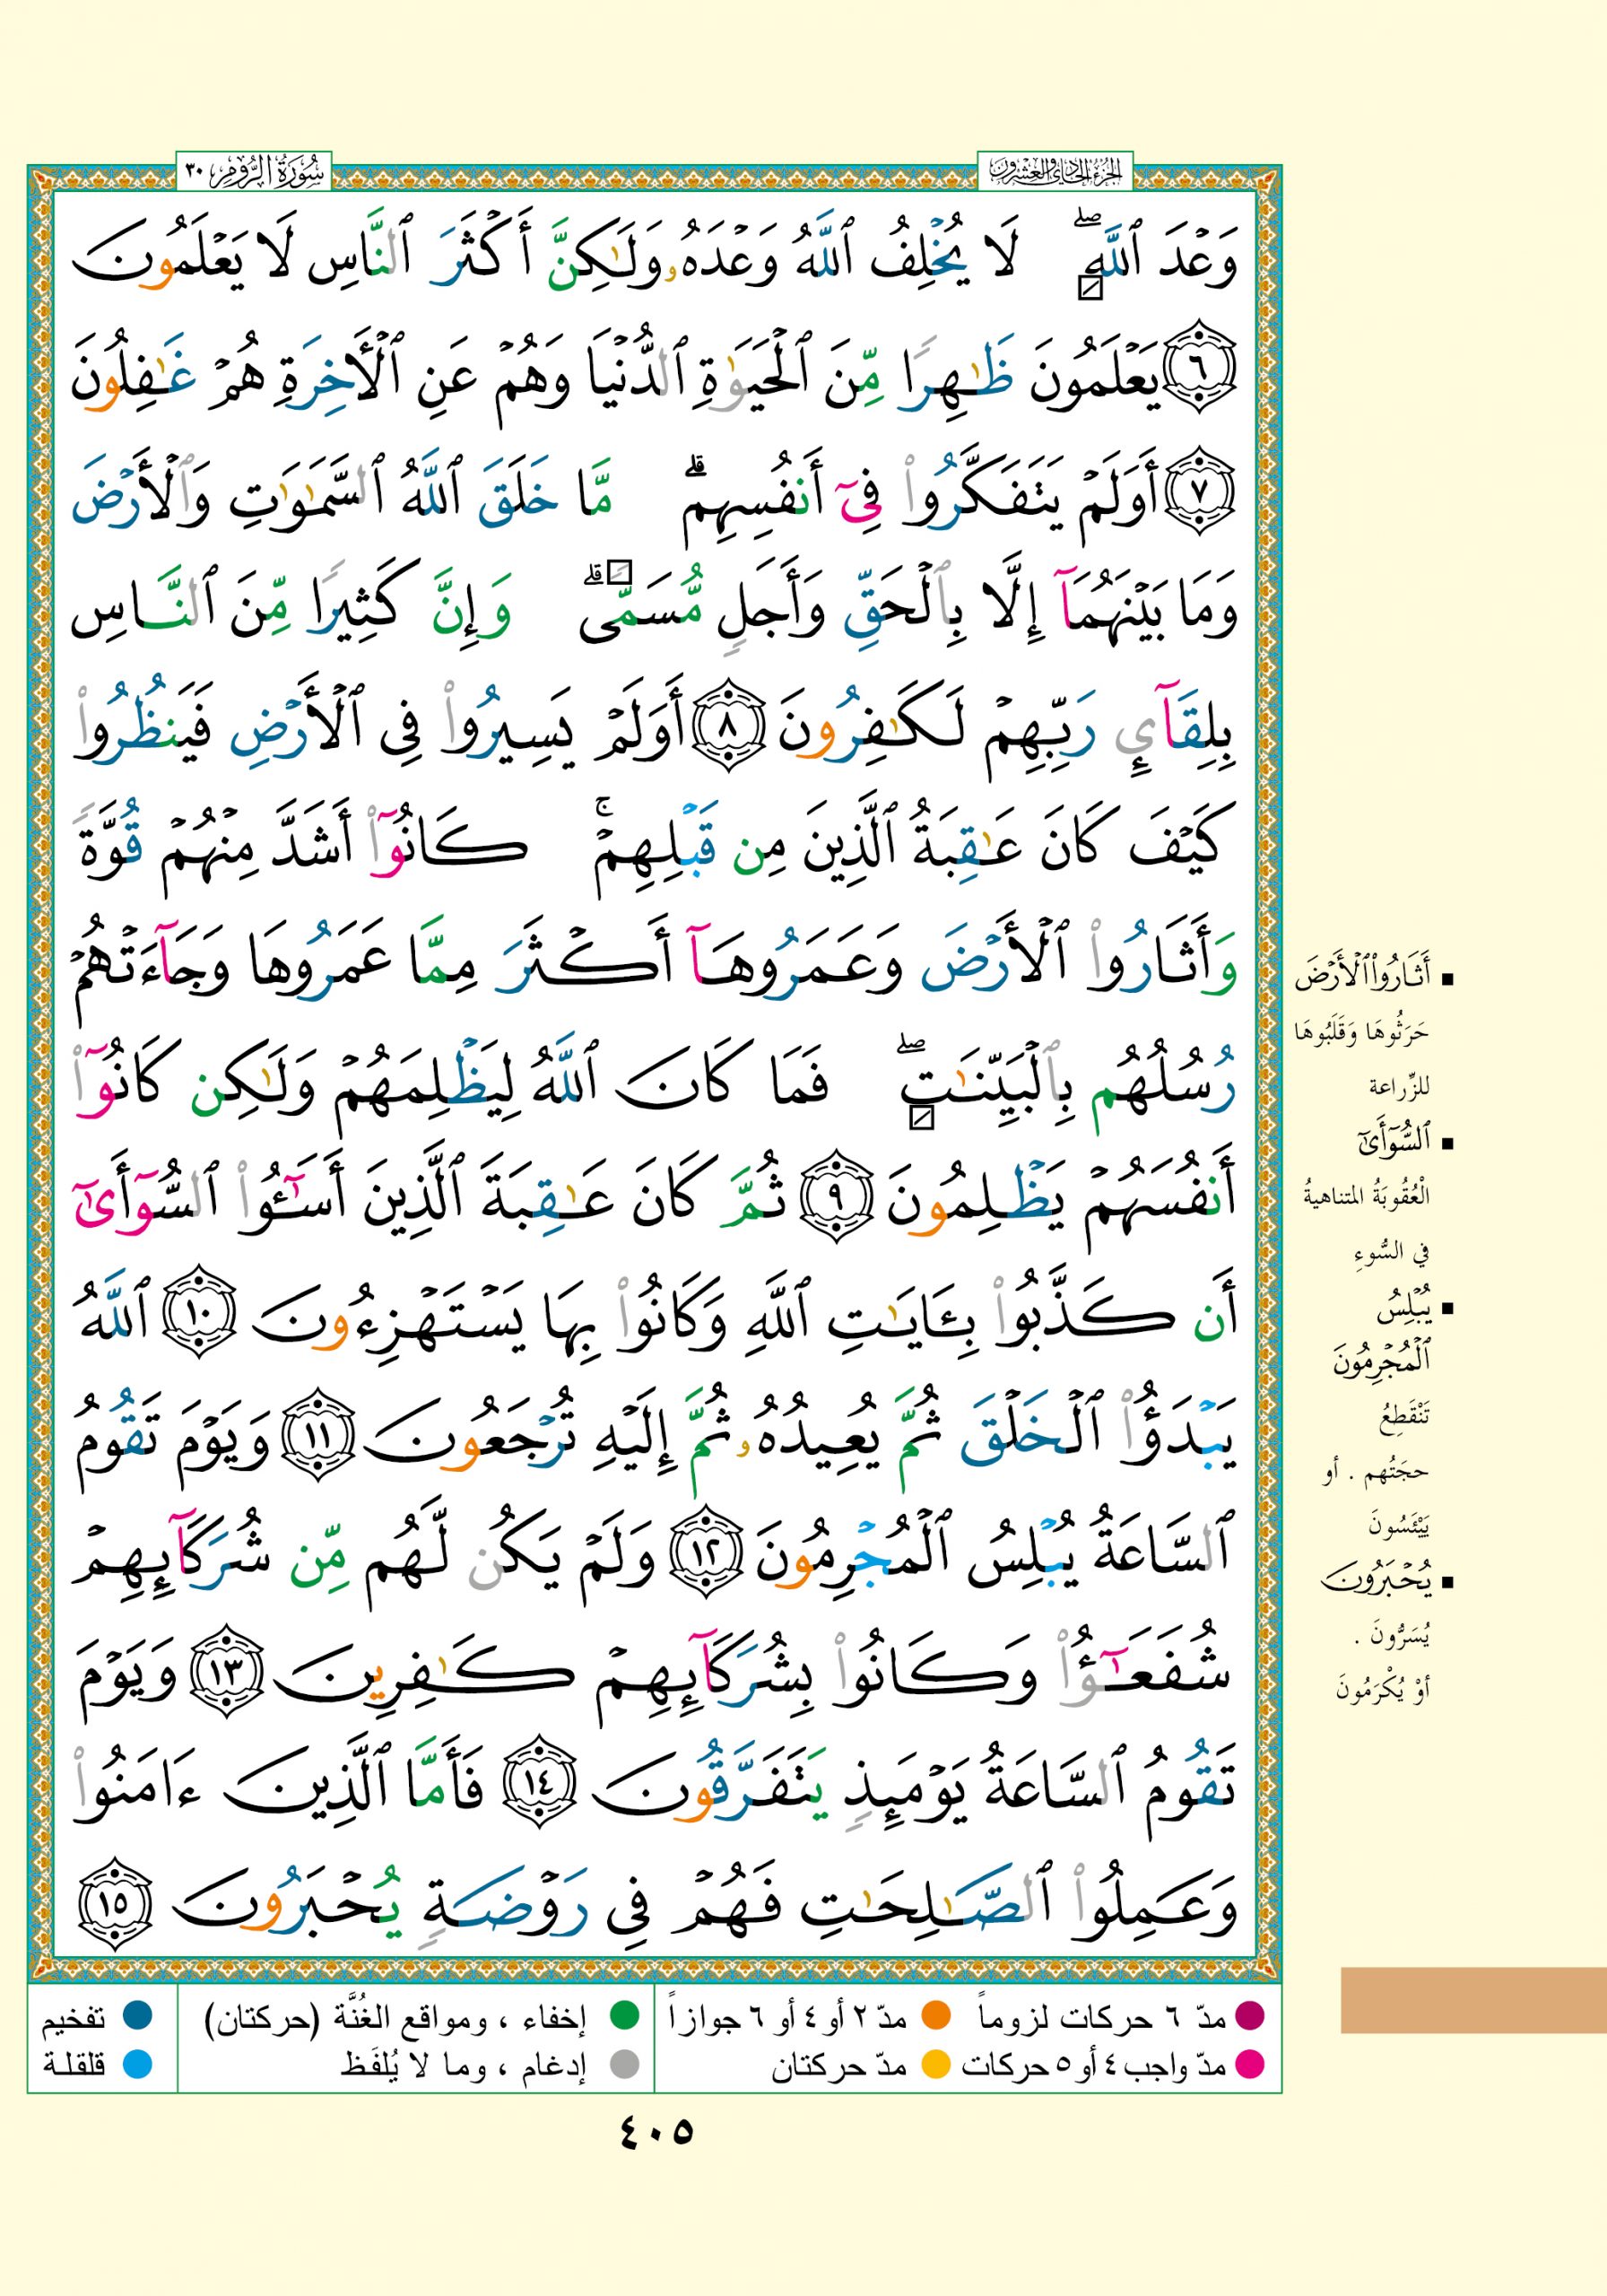 الجزء الحادي والعشرون
سُورَةُ الرُّومِ ٣٠
وَعْدَ ٱللَّهِ ۖ لَا يُخْلِفُ ٱللَّهُ وَعْدَهُۥ وَلَٰكِنَّ أَكْثَرَ ٱلنَّاسِ لَا يَعْلَمُونَ
٦ يَعْلَمُونَ ظَٰهِرًا مِّنَ ٱلْحَيَوٰةِ ٱلدُّنْيَا وَهُمْ عَنِ ٱلْأَخِرَةِ هُمْ غَٰفِلُونَ
٧ أَوَلَمْ يَتَفَكَّرُوا۟ فِىٓ أَنفُسِهِم ۗ مَّا خَلَقَ ٱللَّهُ ٱلسَّمَٰوَٰتِ وَٱلْأَرْضَ
وَمَا بَيْنَهُمَآ إِلَّا بِٱلْحَقِّ وَأَجَلٍ مُّسَمًّى ۗ وَإِنَّ كَثِيرًا مِّنَ ٱلنَّاسِ
بِلِقَآئِ رَبِّهِمْ لَكَٰفِرُونَ ٨ أَوَلَمْ يَسِيرُوا۟ فِى ٱلْأَرْضِ فَيَنظُرُوا۟
كَيْفَ كَانَ عَٰقِبَةُ ٱلَّذِينَ مِن قَبْلِهِمْ ۚ كَانُوٓا۟ أَشَدَّ مِنْهُمْ قُوَّةً
وَأَثَارُوا۟ ٱلْأَرْضَ وَعَمَرُوهَآ أَكْثَرَ مِمَّا عَمَرُوهَا وَجَآءَتْهُمْ
رُسُلُهُم بِٱلْبَيِّنَٰتِ ۖ فَمَا كَانَ ٱللَّهُ لِيَظْلِمَهُمْ وَلَٰكِن كَانُوٓا۟
أَنفُسَهُمْ يَظْلِمُونَ ٩ ثُمَّ كَانَ عَٰقِبَةَ ٱلَّذِينَ أَسَٰٓـُٔوا۟ ٱلسُّوٓأَىٰٓ
أَن كَذَّبُوا۟ بِـَٔايَٰتِ ٱللَّهِ وَكَانُوا۟ بِهَا يَسْتَهْزِءُونَ ١٠ ٱللَّهُ
يَبْدَؤُا۟ ٱلْخَلْقَ ثُمَّ يُعِيدُهُۥ ثُمَّ إِلَيْهِ تُرْجَعُونَ ١١ وَيَوْمَ تَقُومُ
ٱلسَّاعَةُ يُبْلِسُ ٱلْمُجْرِمُونَ ١٢ وَلَمْ يَكُن لَّهُم مِّن شُرَكَآئِهِمْ
شُفَعَٰٓؤُا۟ وَكَانُوا۟ بِشُرَكَآئِهِمْ كَٰفِرِينَ ١٣ وَيَوْمَ
تَقُومُ ٱلسَّاعَةُ يَوْمَئِذٍ يَتَفَرَّقُونَ ١٤ فَأَمَّا ٱلَّذِينَ ءَامَنُوا۟
وَعَمِلُوا۟ ٱلصَّٰلِحَٰتِ فَهُمْ فِى رَوْضَةٍ يُحْبَرُونَ ١٥
أَثَارُوا۟ ٱلْأَرْضَ
حَرَثُوهَا وَقَلَبُوهَا
للزِّراعة
ٱلسُّوٓأَىٰٓ
الْعُقُوبَةُ المتناهيةُ
في السُّوءِ
يُبْلِسُ
ٱلْمُجْرِمُونَ
تَنْقَطِعُ
حجَتُهم . أو
يَيْئَسُونَ
يُحْبَرُونَ
يُسَرُّونَ .
أوْ يُكْرَمُونَ
مدّ ٦ حركات لزوماً
مدّ ٢ أو ٤ أو ٦ جوازاً
إخفاء ، ومواقع الغُنَّة (حركتان)
تفخيم
مدّ واجب ٤ أو ٥ حركات
مدّ حركتان
إدغام ، وما لا يُلفَظ
قلقلة
٤٠٥